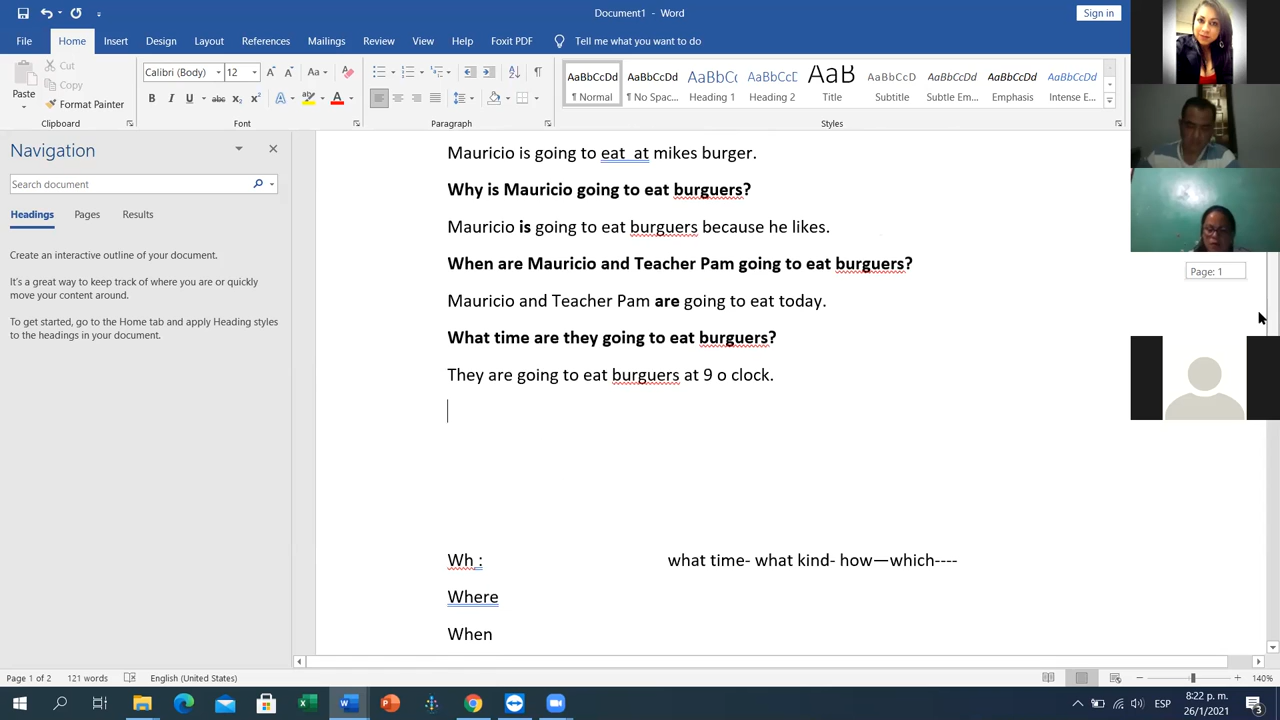 Document1 - Word
Sign in
File Home Insert Design Layout References Mailings Review View Help Foxit PDF Tell me what you want to do
Paste
Cut
Copy
Format Painter
Clipboard
Calibri (Body) 12
Font
Paragraph
AaBbCcDd AaBbCcDd AaBbCc AaBbCcD AaB AaBbCcDd AaBbCcDd AaBbCcDd AaBbCcDd
¶ Normal ¶ No Spac... Heading 1 Heading 2 Title Subtitle Subtle Em... Emphasis Intense E...
Styles
Navigation
Search document
Headings Pages Results
Create an interactive outline of your document.
It's a great way to keep track of where you are or quickly
move your content around.
To get started, go to the Home tab and apply Heading styles
to the headings in your document.
Mauricio is going to eat at mikes burger.
Why is Mauricio going to eat burguers?
Mauricio is going to eat burguers because he likes.
When are Mauricio and Teacher Pam going to eat burguers?
Mauricio and Teacher Pam are going to eat today.
What time are they going to eat burguers?
They are going to eat burguers at 9 o clock.
Wh : what time- what kind- how—which----
Where
When
Page: 1
Page 1 of 2 121 words English (United States) 140%
ESP 8:22 p. m.
26/1/2021
3